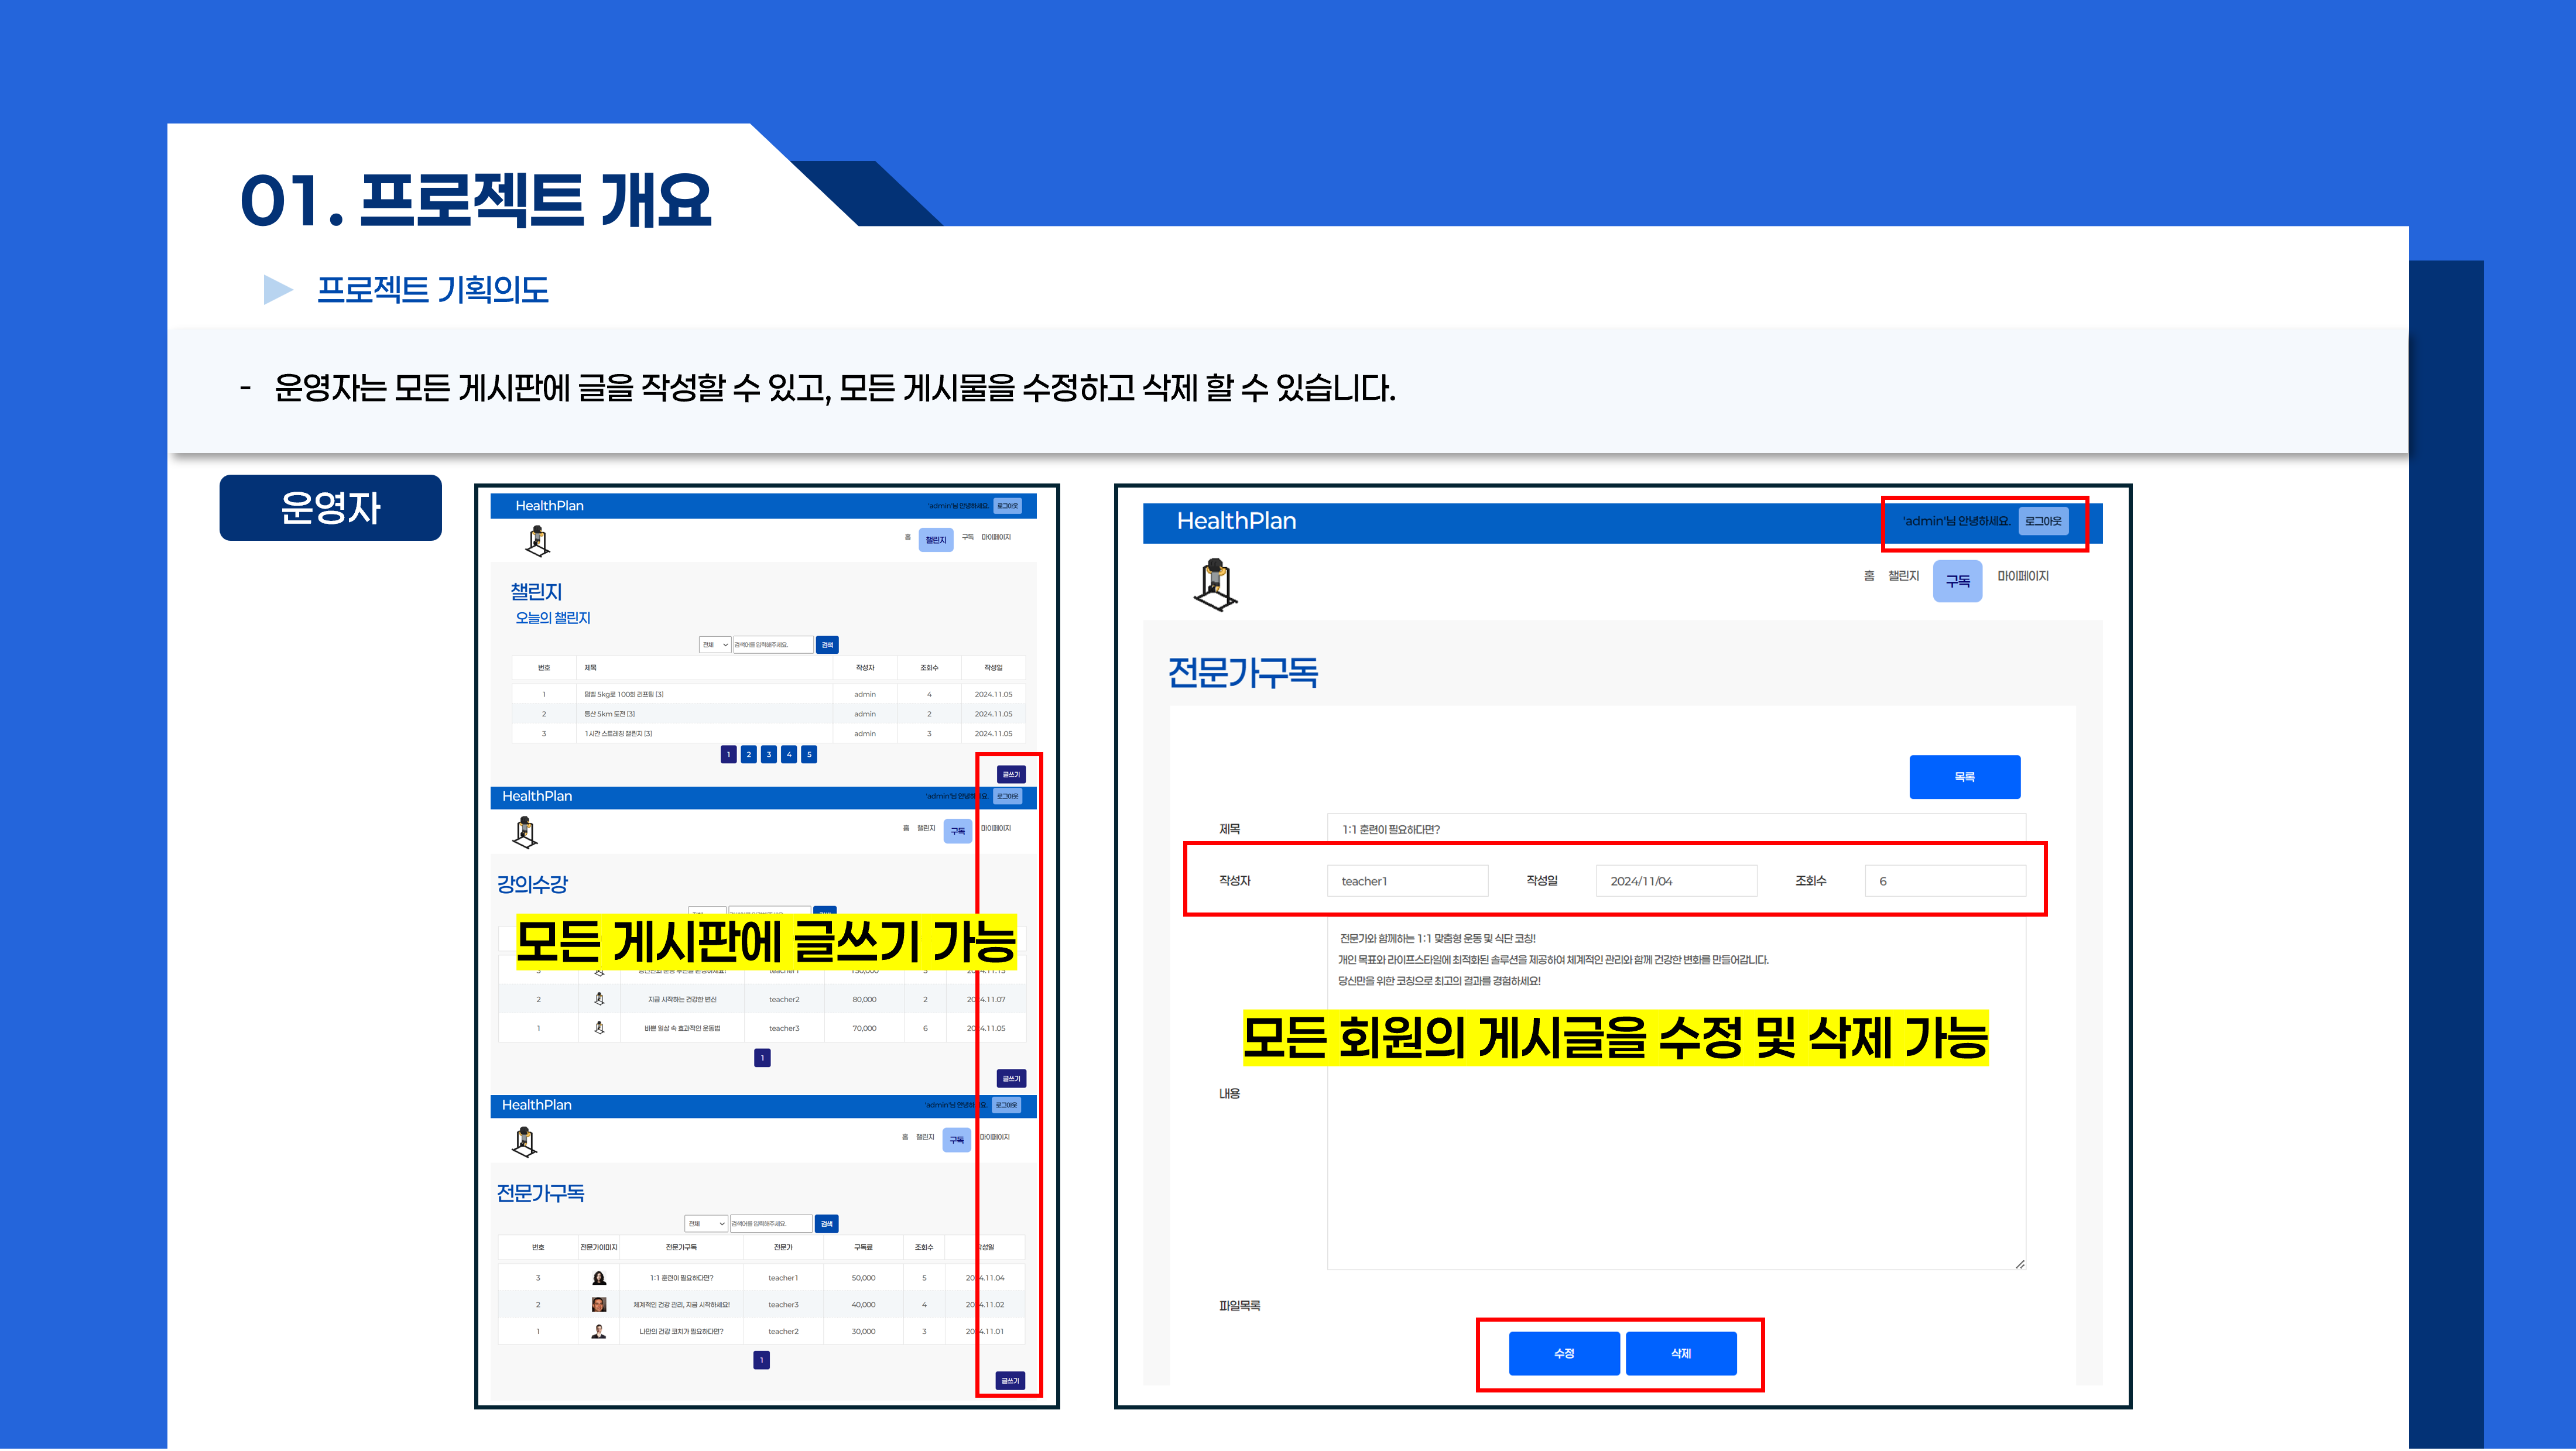 01. 프로젝트 개요
프로젝트 기획의도
- 운영자는 모든 게시판에 글을 작성할 수 있고, 모든 게시물을 수정하고 삭제 할 수 있습니다.
운영자
HealthPlan 'admin'님 안녕하세요. 로그아웃
홈 챌린지 구독 마이페이지
챌린지
오늘의 챌린지
전체 검색어를 입력해주세요. 검색
번호 제목 작성자 조회수 작성일
1 덤벨 5kg로 100회 리프팅 [3] admin 4 2024.11.05
2 등산 5km 도전 [3] admin 2 2024.11.05
3 1시간 스트레칭 챌린지 [3] admin 3 2024.11.05
1 2 3 4 5
글쓰기
HealthPlan 'admin'님 안녕하세요. 로그아웃
홈 챌린지 구독 마이페이지
강의수강
모든 게시판에 글쓰기 가능
2 지금 시작하는 건강한 변신 teacher2 80,000 2 2024.11.07
1 바쁜 일상 속 효과적인 운동법 teacher3 70,000 6 2024.11.05
1
글쓰기
HealthPlan 'admin'님 안녕하세요. 로그아웃
홈 챌린지 구독 마이페이지
전문가구독
전체 검색어를 입력해주세요. 검색
번호 전문가이미지 전문가구독 전문가 구독료 조회수 작성일
3 1:1 훈련이 필요하다면? teacher1 50,000 5 2024.11.04
2 체계적인 건강 관리, 지금 시작하세요! teacher3 40,000 4 2024.11.02
1 나만의 건강 코치가 필요하다면? teacher2 30,000 3 2024.11.01
1
글쓰기
HealthPlan 'admin'님 안녕하세요. 로그아웃
홈 챌린지 구독 마이페이지
전문가구독
목록
제목 1:1 훈련이 필요하다면?
작성자 teacher1 작성일 2024/11/04 조회수 6
전문가와 함께하는 1:1 맞춤형 운동 및 식단 코칭!
개인 목표와 라이프스타일에 최적화된 솔루션을 제공하여 체계적인 관리와 함께 건강한 변화를 만들어갑니다.
당신만을 위한 코칭으로 최고의 결과를 경험하세요!
모든 회원의 게시글을 수정 및 삭제 가능
내용
파일목록
수정 삭제